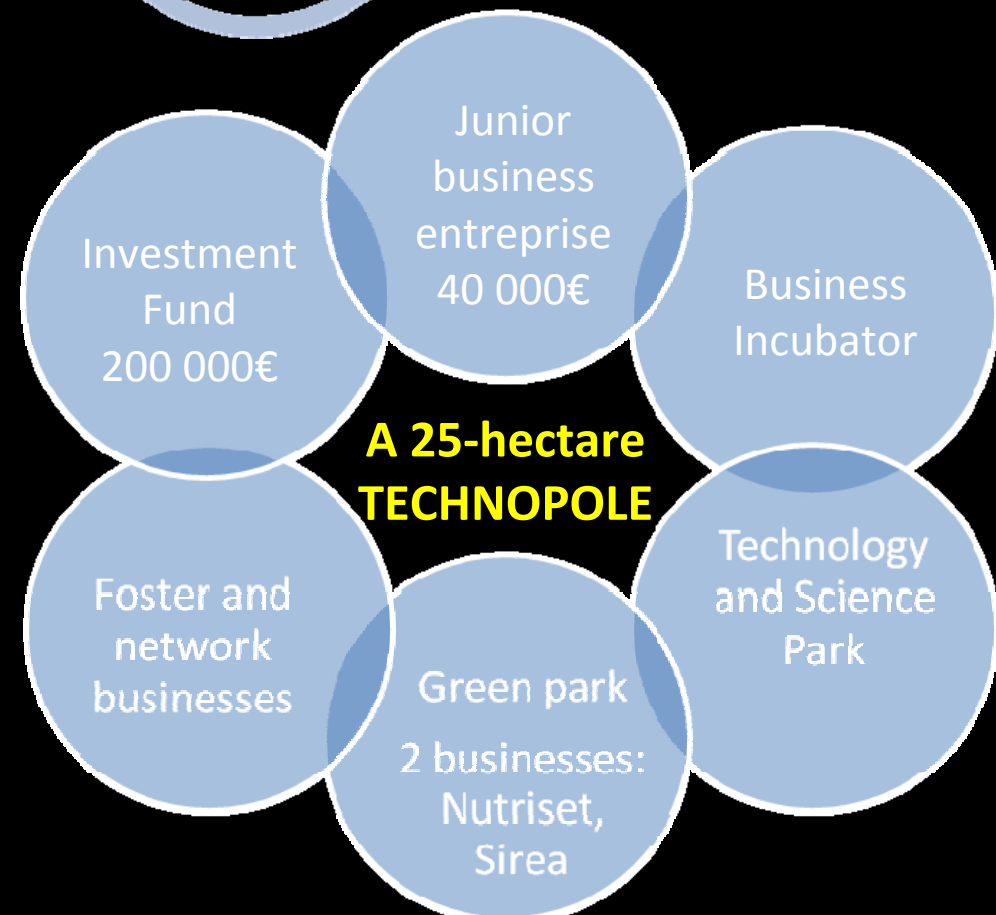 Junior
business
entreprise
40 000€
Investment
Fund
200 000€
Business
Incubator
A 25-hectare
TECHNOPOLE
Technology
and Science
Park
Foster and
network
businesses
Green park
2 businesses:
Nutriset,
Sirea